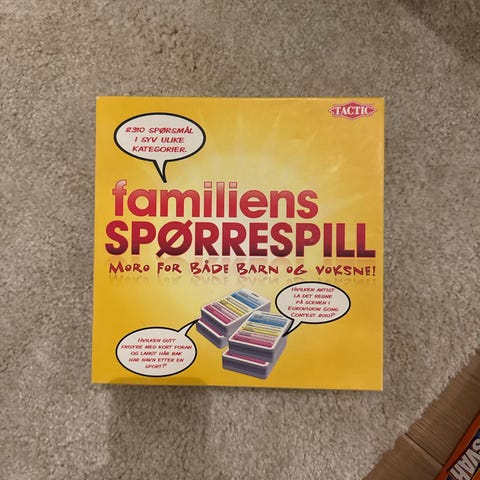 TACTIC
2310 SPØRSMÅL
I SYV ULIKE
KATEGORIER.
familiens
SPØRRESPILL
MORO FOR BÅDE BARN OG VOKSNE!
HVILKEN ARTIST
LA DET REGNE
PÅ SCENEN I
EUROVISION SONG
CONTEST 2010?
HVILKEN GUTT
FRISYRE MED KORT FORAN
OG LANGT HÅR BAK
HAR NAVN ETTER EN
SPORT?
SVAR